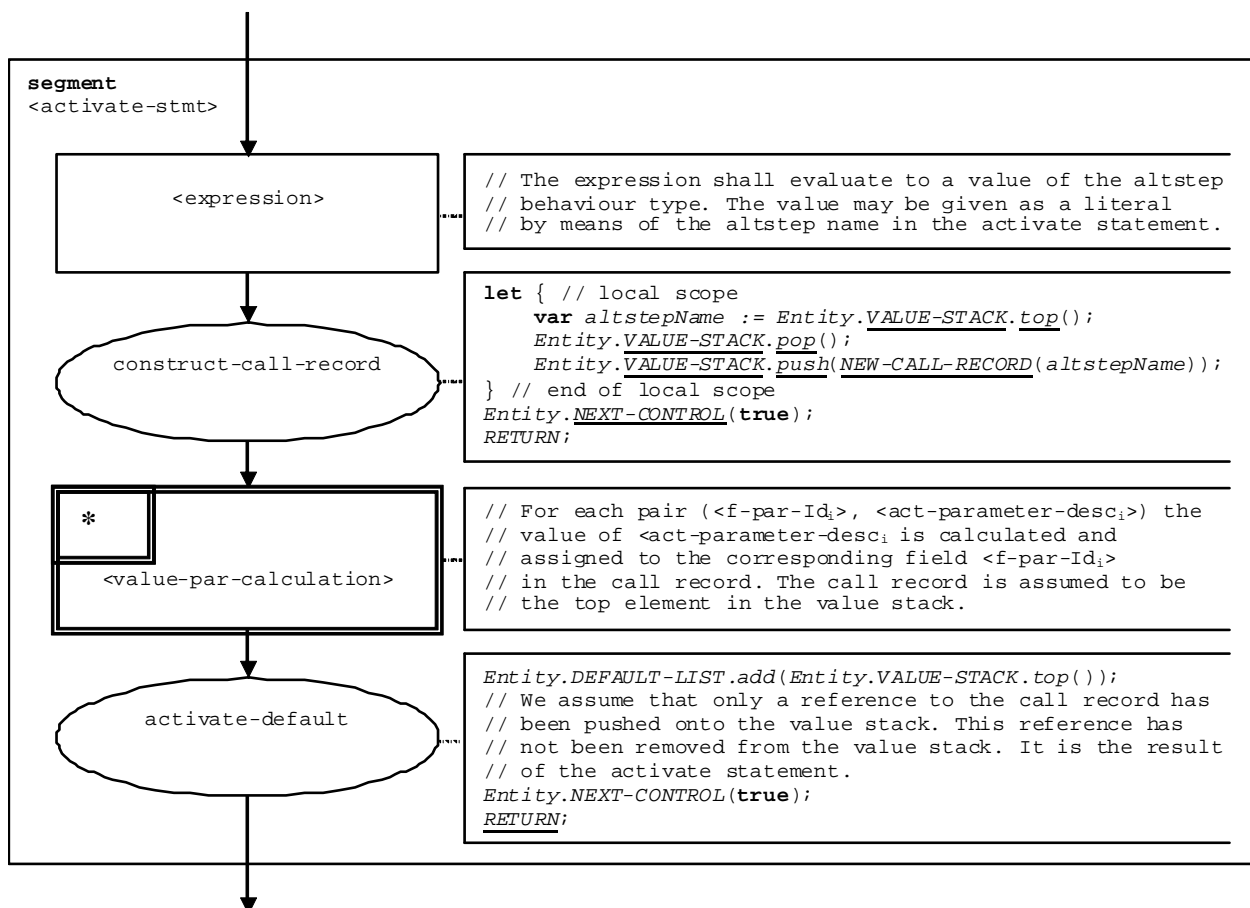 segment
<activate-stmt>
<expression>
// The expression shall evaluate to a value of the altstep
// behaviour type. The value may be given as a literal
// by means of the altstep name in the activate statement.
construct-call-record
let { // local scope
var altstepName := Entity.VALUE-STACK.top();
Entity.VALUE-STACK.pop();
Entity.VALUE-STACK.push(NEW-CALL-RECORD(altstepName));
} // end of local scope
Entity.NEXT-CONTROL(true);
RETURN;
*
<value-par-calculation>
// For each pair (<f-par-Idi>, <act-parameter-desci>) the
// value of <act-parameter-desci is calculated and
// assigned to the corresponding field <f-par-Idi>
// in the call record. The call record is assumed to be
// the top element in the value stack.
activate-default
Entity.DEFAULT-LIST.add(Entity.VALUE-STACK.top());
// We assume that only a reference to the call record has
// been pushed onto the value stack. This reference has
// not been removed from the value stack. It is the result
// of the activate statement.
Entity.NEXT-CONTROL(true);
RETURN;